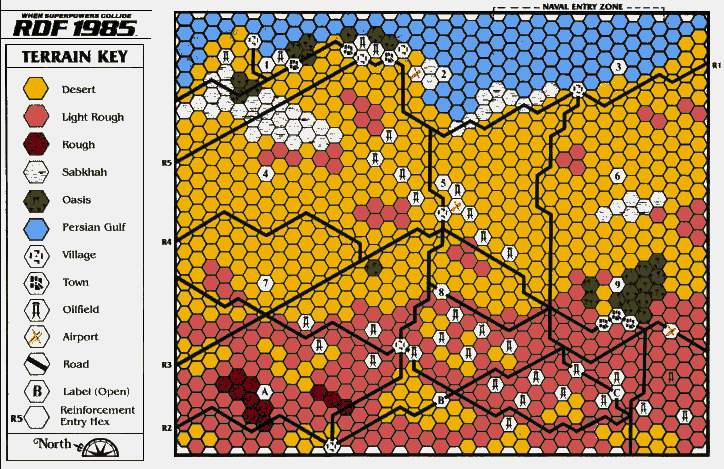 NAVAL ENTRY ZONE
WHEN SUPERPOWERS COLLIDE
RDF 1985
TERRAIN KEY
Desert
Light Rough
Rough
Sabkhah
Oasis
Persian Gulf
Village
Town
Oilfield
Airport
Road
B Label (Open)
R5 Reinforcement
Entry Hex
North
1
2
3
R1
R5
4
5
6
R4
7
8
9
R3
A
B
C
R2